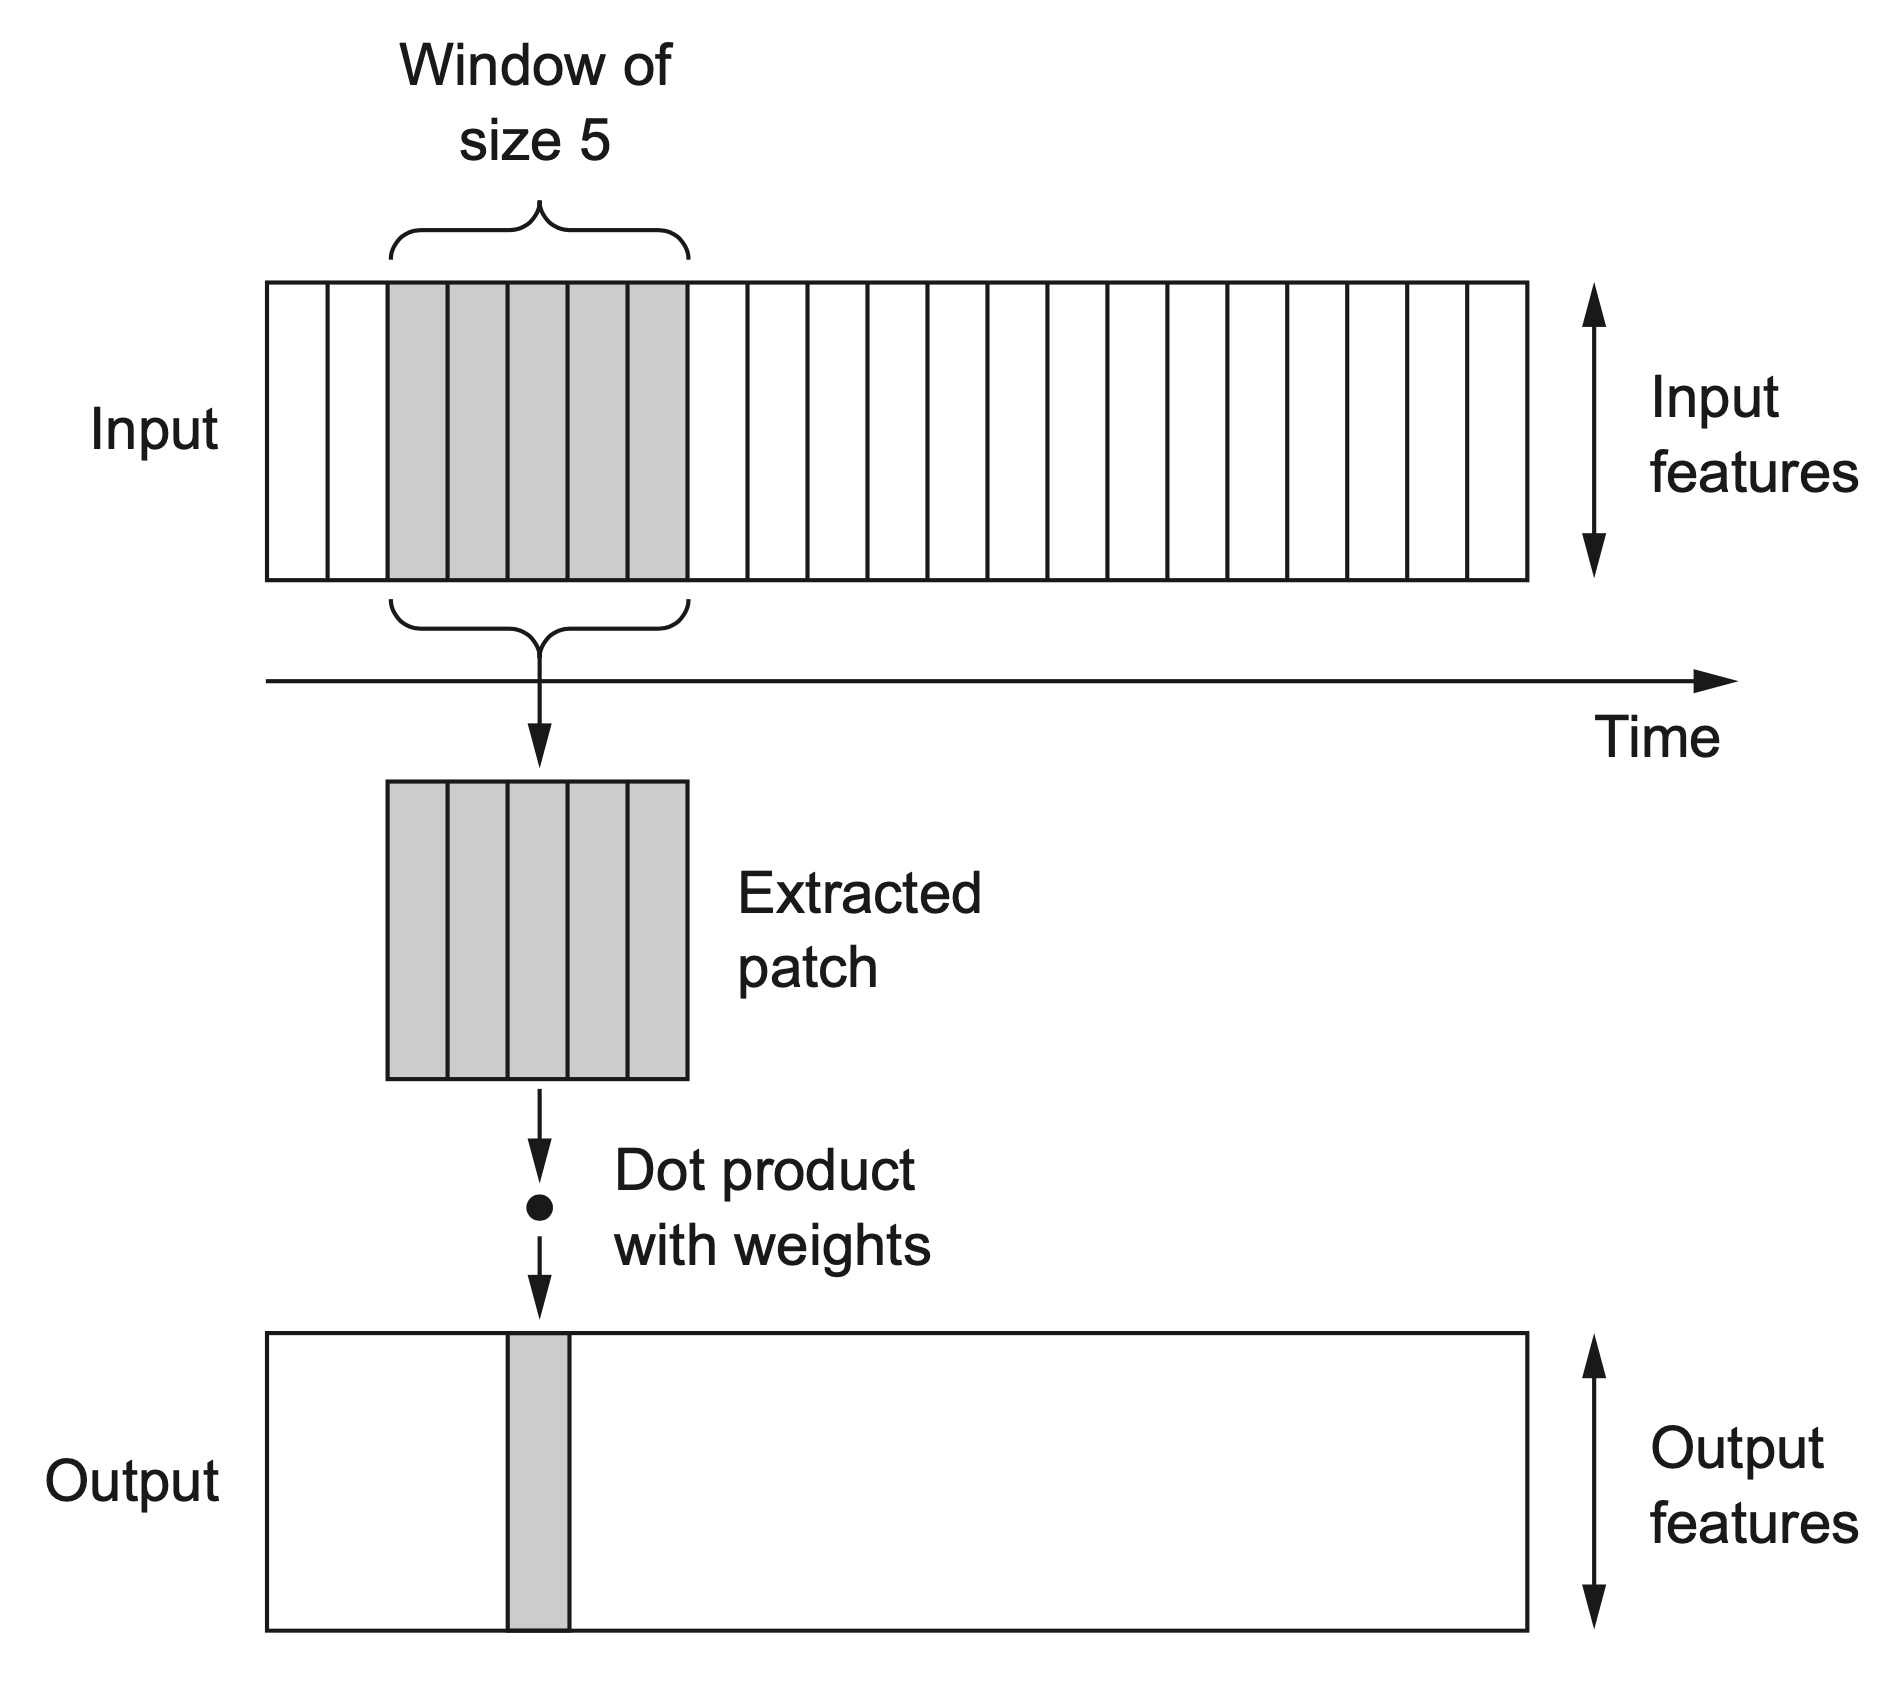 Window of
size 5
Input
Input
features
Time
Extracted
patch
Dot product
with weights
Output
Output
features